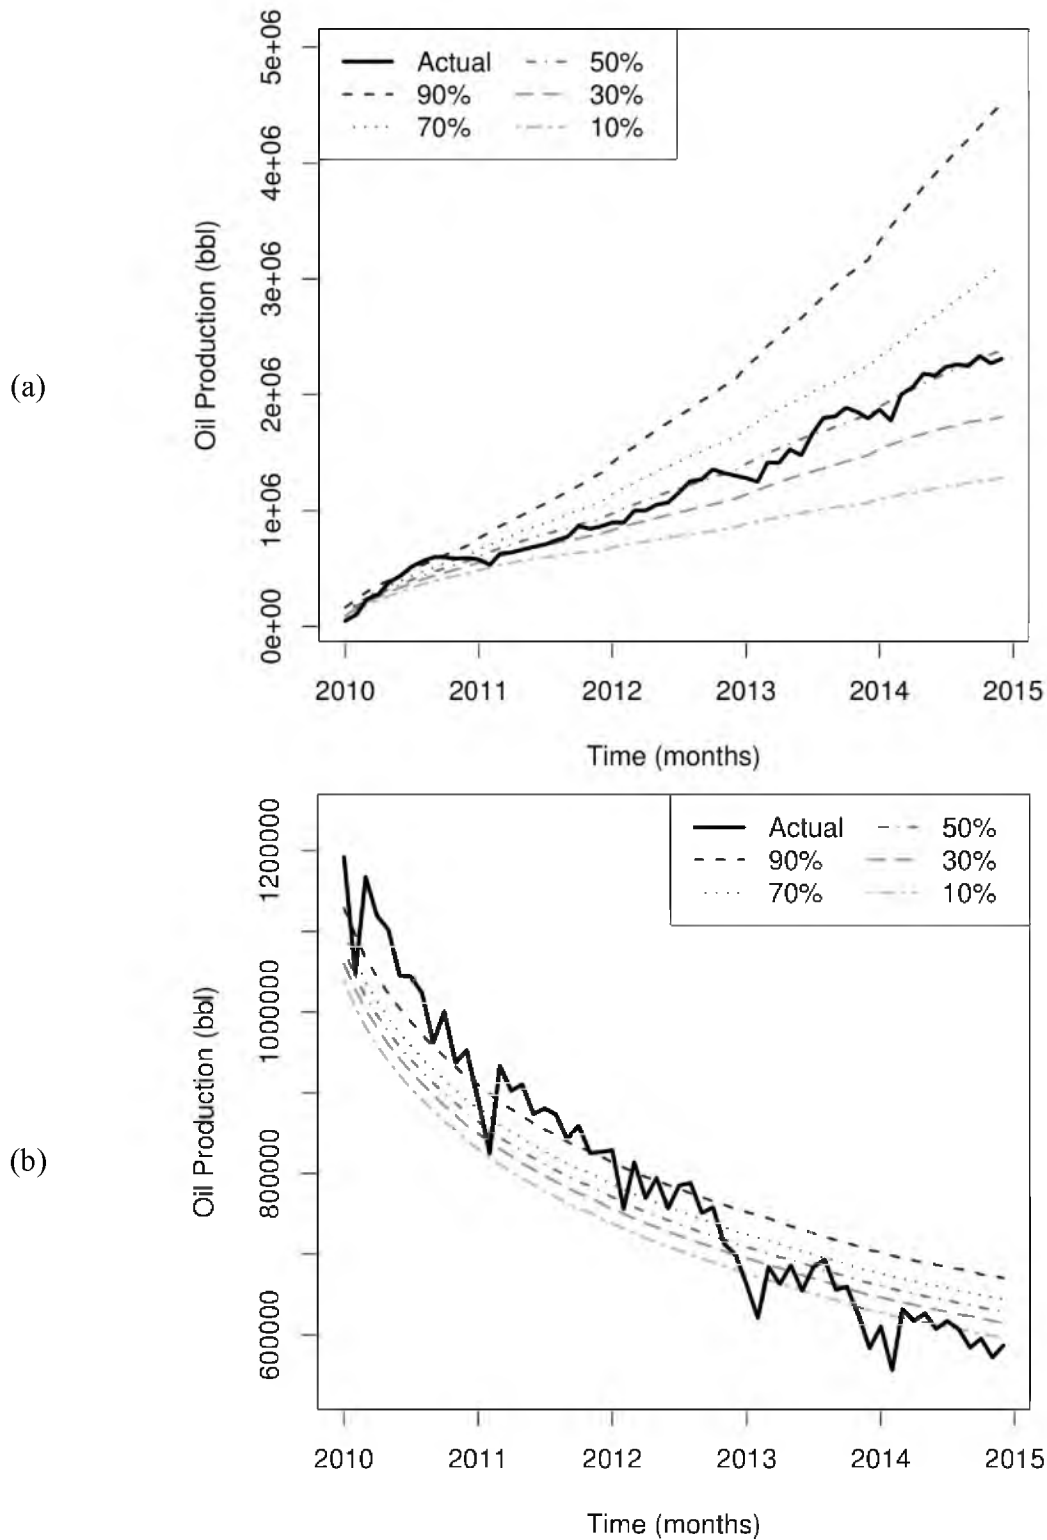 (a)
Oil Production (bbl)
5e+06
4e+06
3e+06
2e+06
1e+06
0e+00
Actual
90%
70%
50%
30%
10%
2010 2011 2012 2013 2014 2015
Time (months)
(b)
Oil Production (bbl)
1200000
1000000
800000
600000
Actual
90%
70%
50%
30%
10%
2010 2011 2012 2013 2014 2015
Time (months)